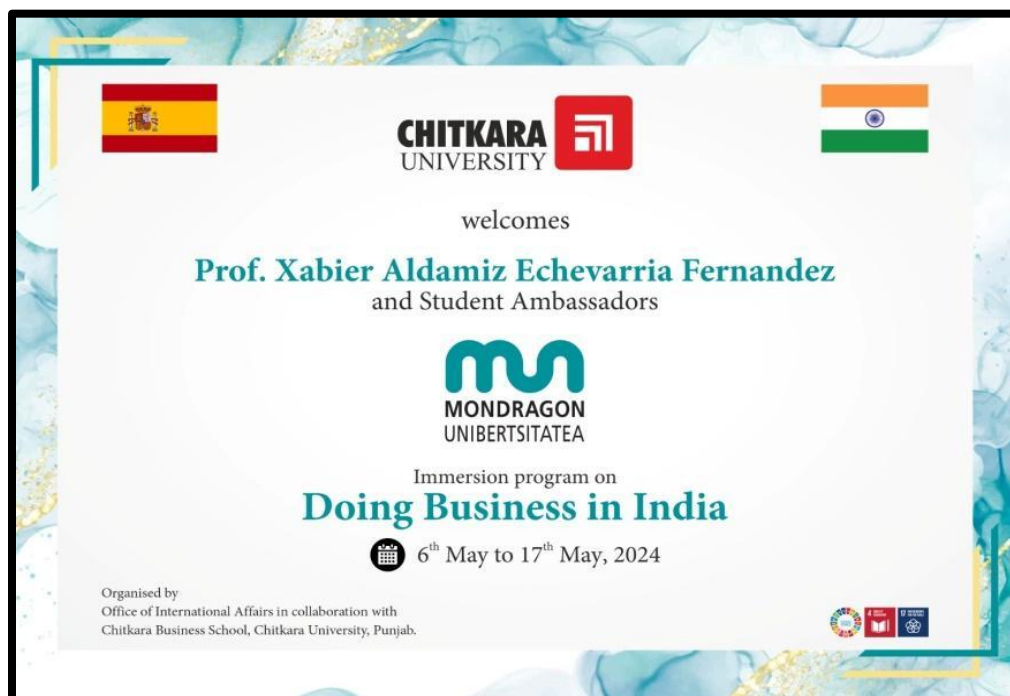 CHITKARA
UNIVERSITY
welcomes
Prof. Xabier Aldamiz Echevarria Fernandez
and Student Ambassadors
MONDRAGON
UNIBERTSITATEA
Immersion program on
Doing Business in India
6th May to 17th May, 2024
Organised by
Office of International Affairs in collaboration with
Chitkara Business School, Chitkara University, Punjab.
4
17